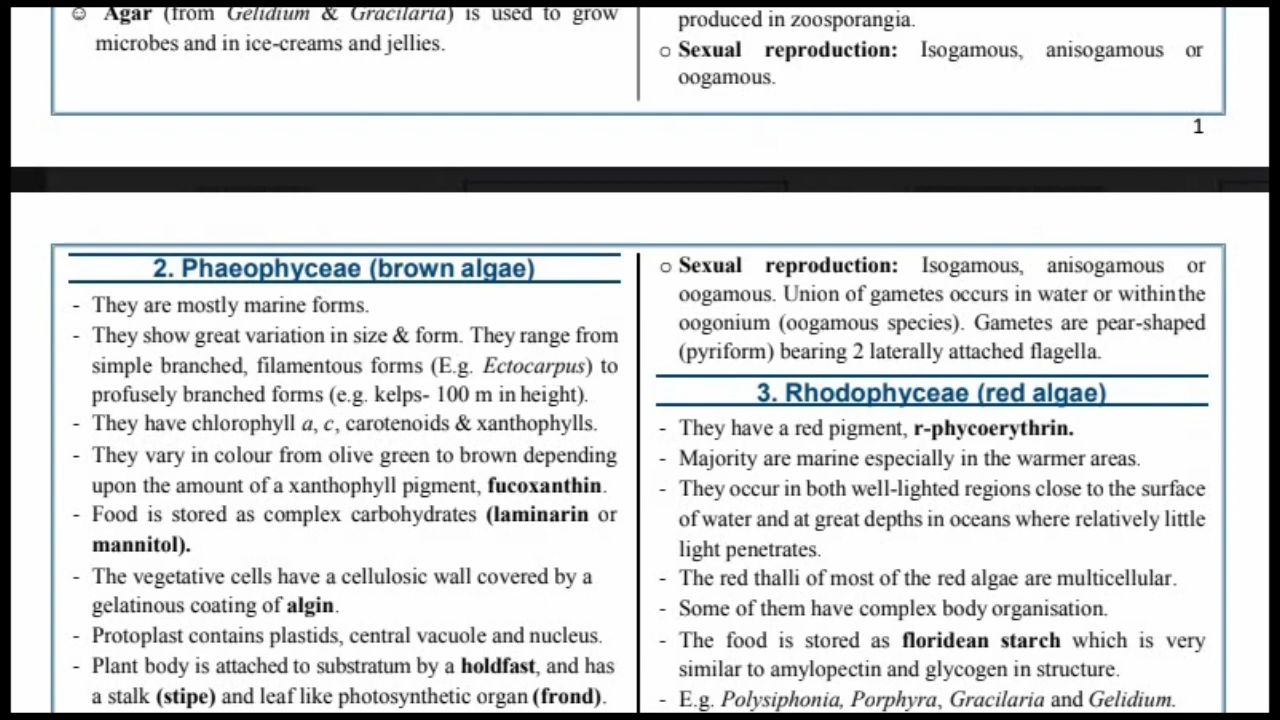 ☺ Agar (from Gelidium & Gracilaria) is used to grow
microbes and in ice-creams and jellies.
produced in zoosporangia.
o Sexual reproduction: Isogamous, anisogamous or
oogamous.
1
2. Phaeophyceae (brown algae)
- They are mostly marine forms.
- They show great variation in size & form. They range from
simple branched, filamentous forms (E.g. Ectocarpus) to
profusely branched forms (e.g. kelps- 100 m in height).
- They have chlorophyll a, c, carotenoids & xanthophylls.
- They vary in colour from olive green to brown depending
upon the amount of a xanthophyll pigment, fucoxanthin.
- Food is stored as complex carbohydrates (laminarin or
mannitol).
- The vegetative cells have a cellulosic wall covered by a
gelatinous coating of algin.
- Protoplast contains plastids, central vacuole and nucleus.
- Plant body is attached to substratum by a holdfast, and has
a stalk (stipe) and leaf like photosynthetic organ (frond).
o Sexual reproduction: Isogamous, anisogamous or
oogamous. Union of gametes occurs in water or withinthe
oogonium (oogamous species). Gametes are pear-shaped
(pyriform) bearing 2 laterally attached flagella.
3. Rhodophyceae (red algae)
- They have a red pigment, r-phycoerythrin.
- Majority are marine especially in the warmer areas.
- They occur in both well-lighted regions close to the surface
of water and at great depths in oceans where relatively little
light penetrates.
- The red thalli of most of the red algae are multicellular.
- Some of them have complex body organisation.
- The food is stored as floridean starch which is very
similar to amylopectin and glycogen in structure.
- E.g. Polysiphonia, Porphyra, Gracilaria and Gelidium.